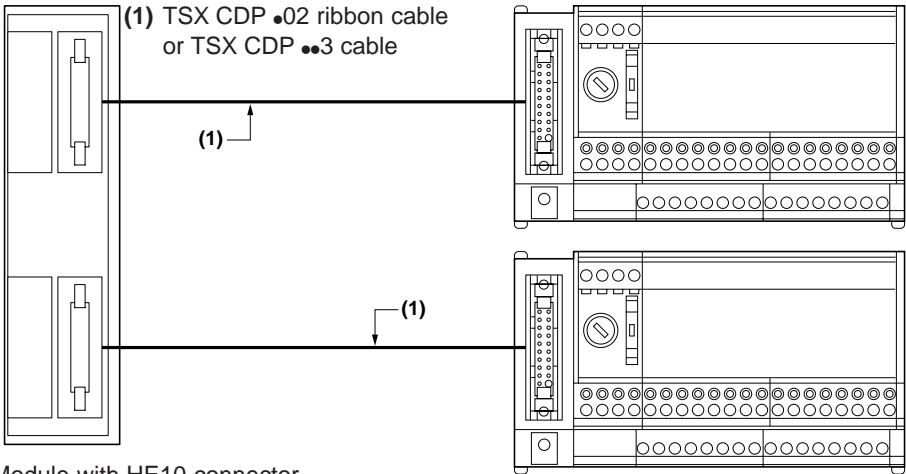 (1) TSX CDP •02 ribbon cable
or TSX CDP ••3 cable
(1)
(1)
Module with HE10 connector